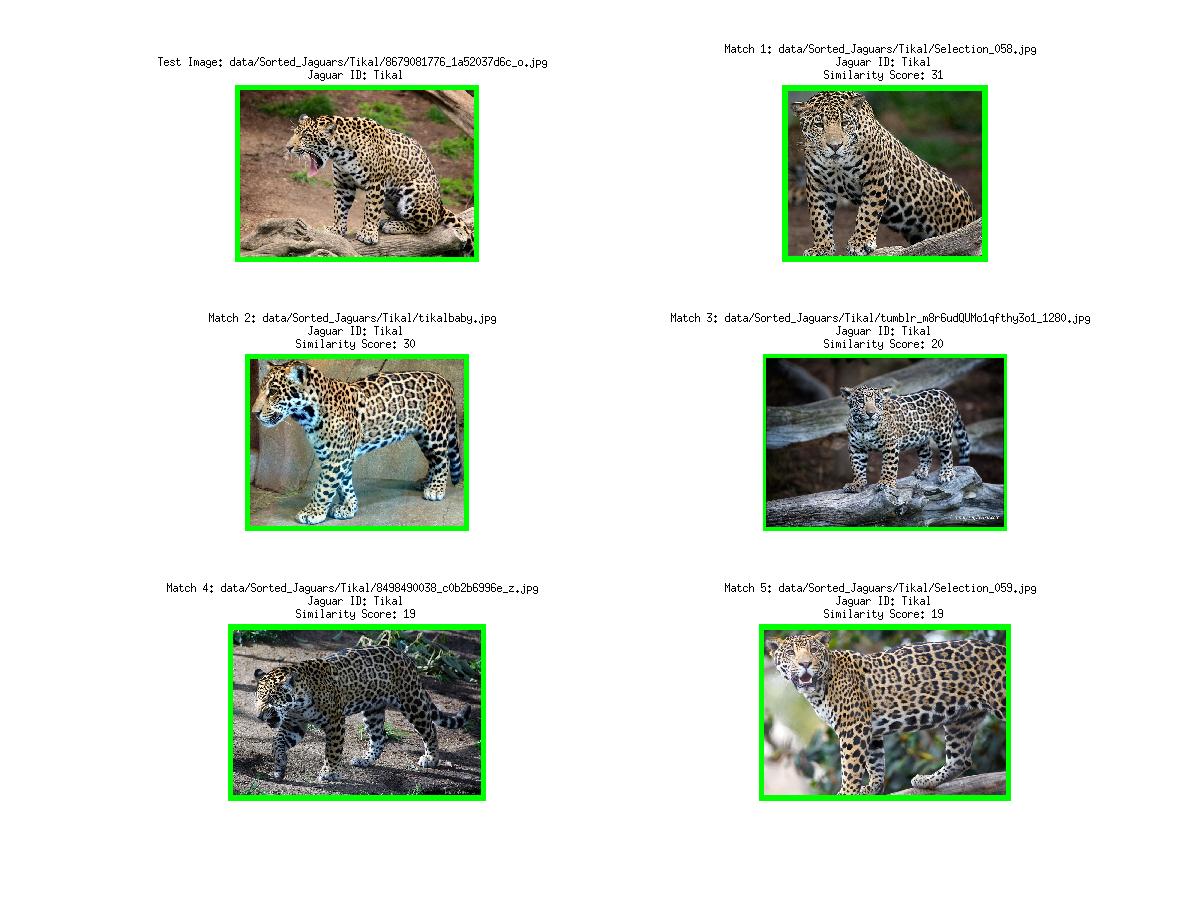 Test Image: data/Sorted_Jaguars/Tikal/8679081776_1a52037d6c_o.jpg
Jaguar ID: Tikal
Match 1: data/Sorted_Jaguars/Tikal/Selection_058.jpg
Jaguar ID: Tikal
Similarity Score: 31
Match 2: data/Sorted_Jaguars/Tikal/tikalbaby.jpg
Jaguar ID: Tikal
Similarity Score: 30
Match 3: data/Sorted_Jaguars/Tikal/tumblr_m8r6udQUMo1qfthy3o1_1280.jpg
Jaguar ID: Tikal
Similarity Score: 20
Match 4: data/Sorted_Jaguars/Tikal/8498490038_c0b2b6996e_z.jpg
Jaguar ID: Tikal
Similarity Score: 19
Match 5: data/Sorted_Jaguars/Tikal/Selection_059.jpg
Jaguar ID: Tikal
Similarity Score: 19